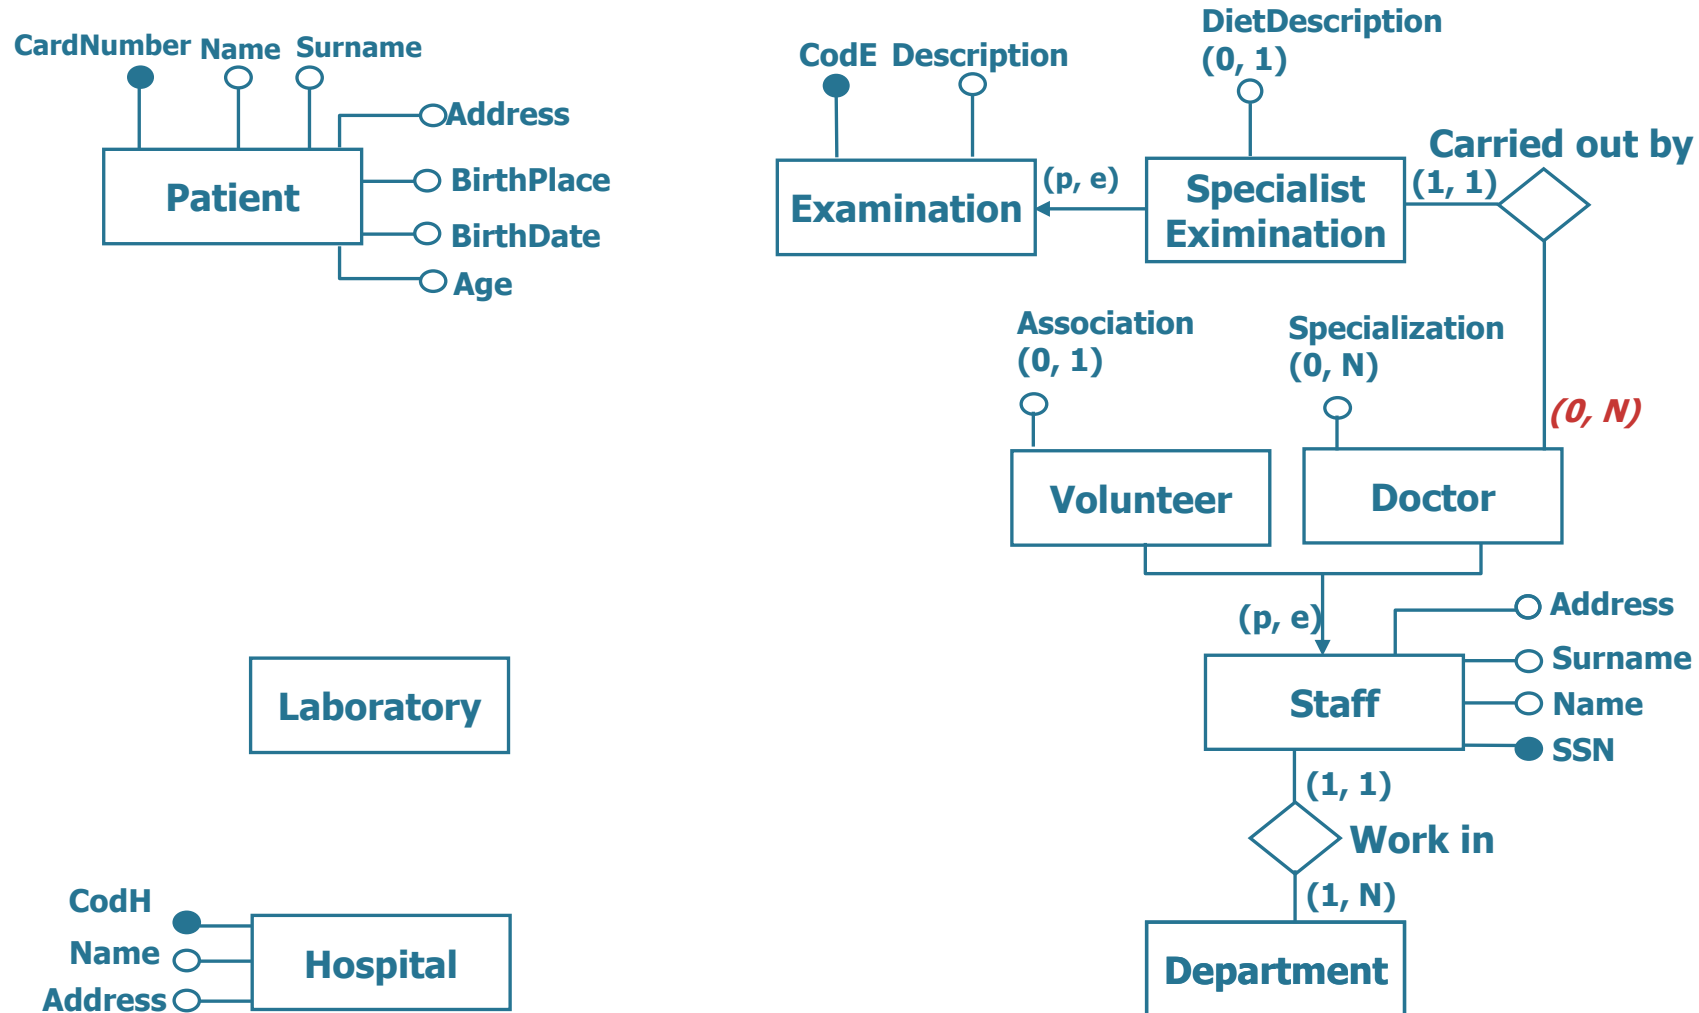 CardNumber
Name
Surname
Address
BirthPlace
BirthDate
Age
Patient
CodE
Description
DietDescription
(0, 1)
Carried out by
(1, 1)
Examination
(p, e)
Specialist
Eximination
Association
(0, 1)
Specialization
(0, N)
(0, N)
Volunteer
Doctor
(p, e)
Address
Surname
Name
SSN
Staff
(1, 1)
Work in
(1, N)
Department
Laboratory
CodH
Name
Address
Hospital